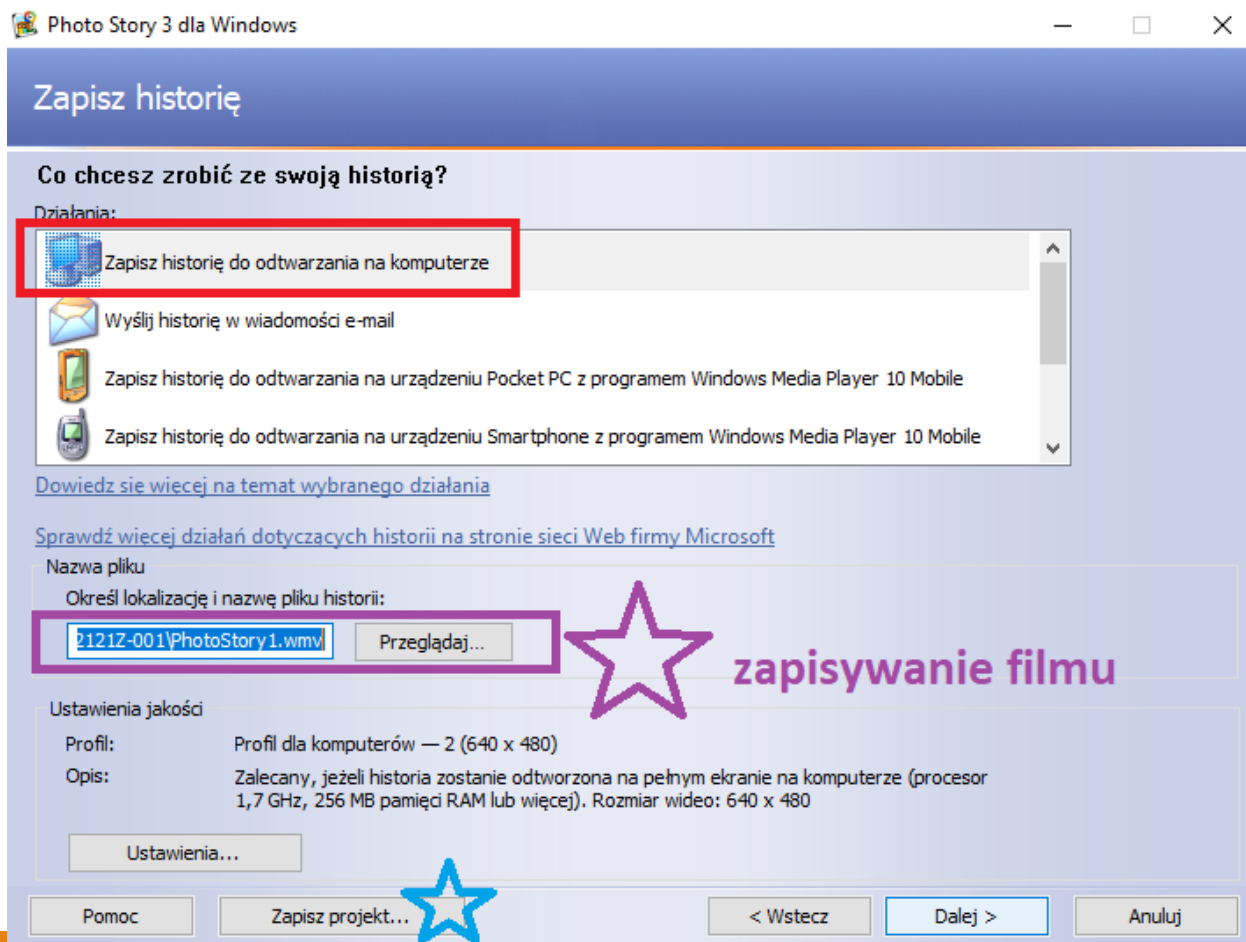 Photo Story 3 dla Windows
Zapisz historię
Co chcesz zrobić ze swoją historią?
Działania:
Zapisz historię do odtwarzania na komputerze
Wyślij historię w wiadomości e-mail
Zapisz historię do odtwarzania na urządzeniu Pocket PC z programem Windows Media Player 10 Mobile
Zapisz historię do odtwarzania na urządzeniu Smartphone z programem Windows Media Player 10 Mobile
Dowiedz się więcej na temat wybranego działania
Sprawdź więcej działań dotyczących historii na stronie sieci Web firmy Microsoft
Nazwa pliku
Określ lokalizację i nazwę pliku historii:
2121Z-001\PhotoStory1.wmv Przeglądaj...
zapisywanie filmu
Ustawienia jakości
Profil: Profil dla komputerów — 2 (640 x 480)
Opis: Zalecany, jeżeli historia zostanie odtworzona na pełnym ekranie na komputerze (procesor
1,7 GHz, 256 MB pamięci RAM lub więcej). Rozmiar wideo: 640 x 480
Ustawienia...
Pomoc Zapisz projekt... < Wstecz Dalej > Anuluj